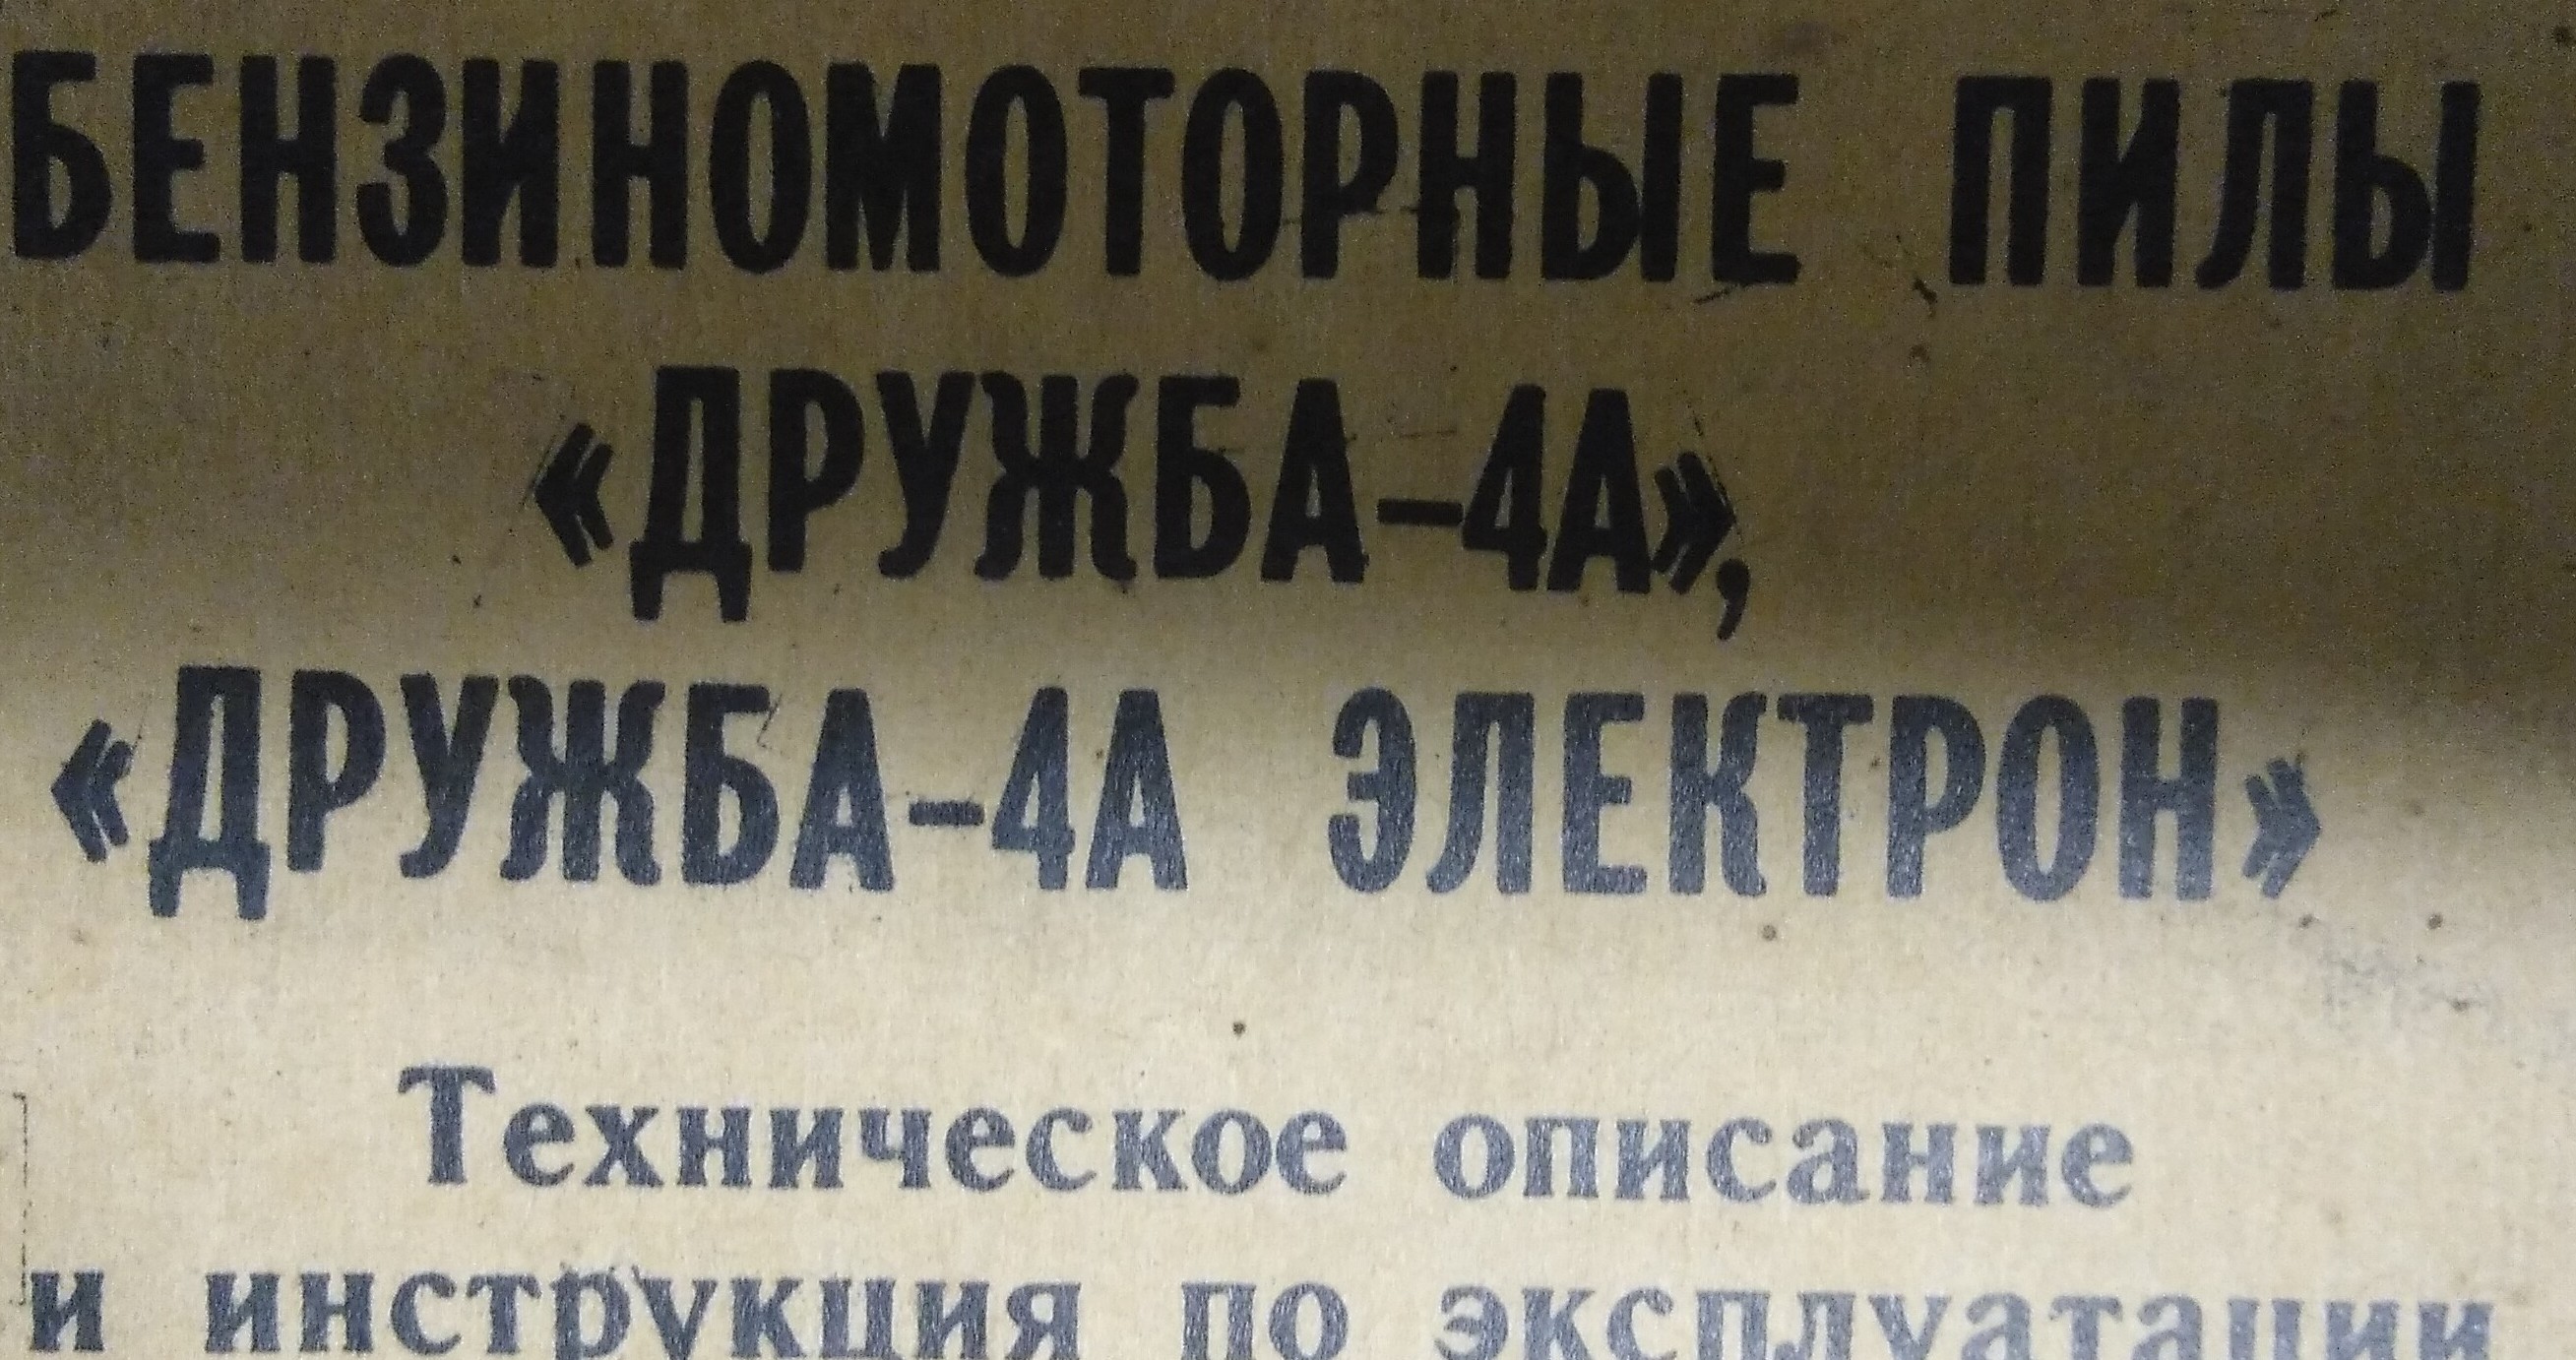 БЕНЗИНОМОТОРНЫЕ ПИЛЫ
«ДРУЖБА–4А»,
«ДРУЖБА–4А ЭЛЕКТРОН»
Техническое описание
и инструкция по эксплуатации